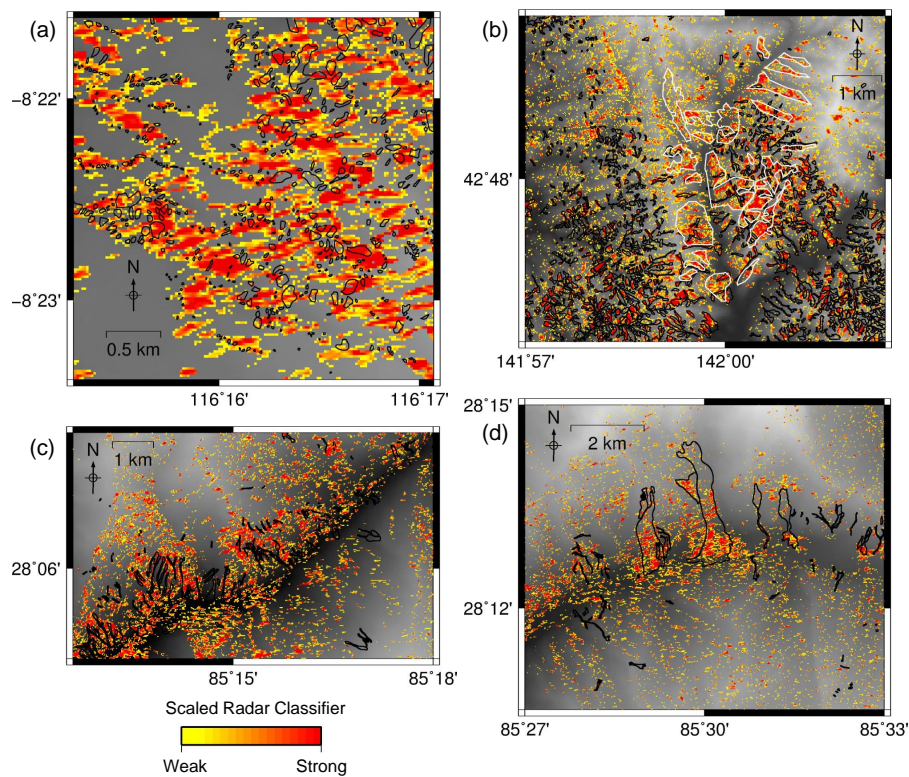 (a)
−8˚22'
−8˚23'
N
0.5 km
116˚16'
116˚17'
(b)
N
1 km
42˚48'
141˚57'
142˚00'
(c)
N
1 km
28˚06'
85˚15'
85˚18'
(d)
28˚15'
N
2 km
28˚12'
85˚27'
85˚30'
85˚33'
Scaled Radar Classifier
Weak Strong